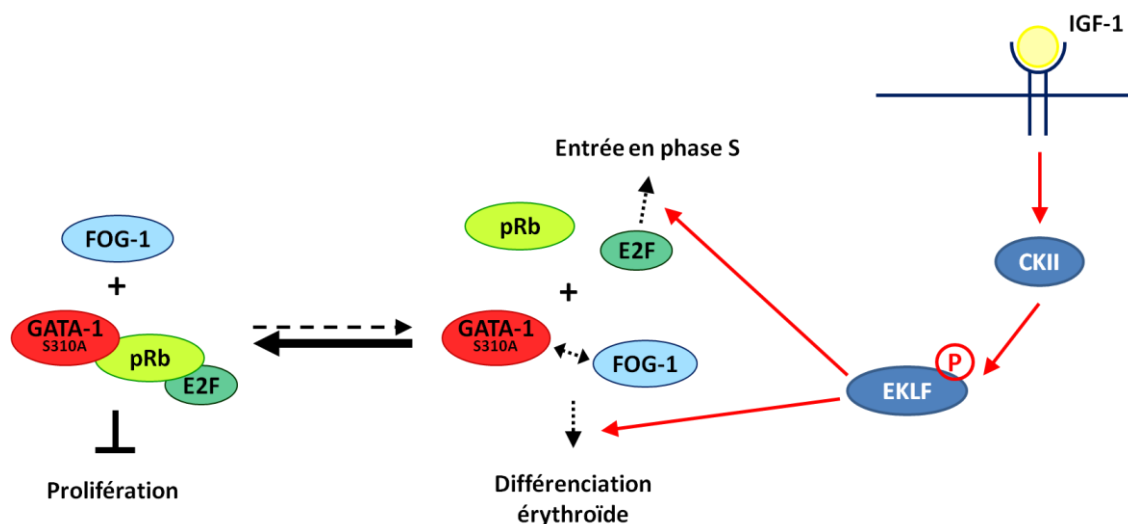 IGF-1
Entrée en phase S
pRb
FOG-1
E2F
CKII
+
+
GATA-1
S310A
pRb
E2F
GATA-1
S310A
FOG-1
P
EKLF
Prolifération
Différenciation
érythroïde